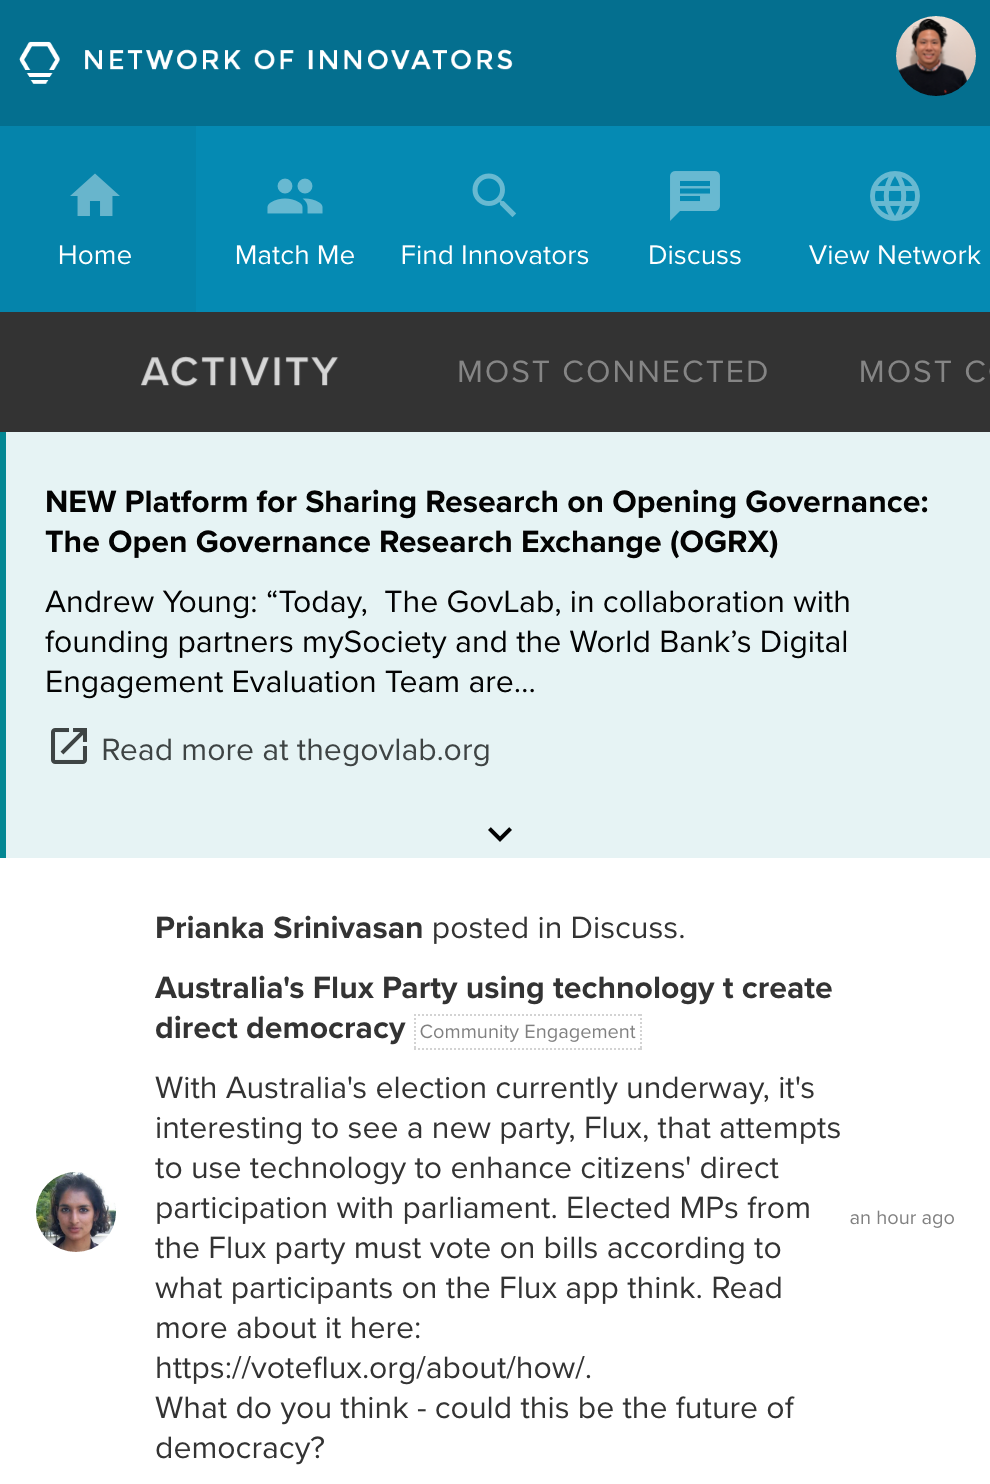 NETWORK OF INNOVATORS
Home
Match Me
Find Innovators
Discuss
View Network
ACTIVITY
MOST CONNECTED
MOST C
NEW Platform for Sharing Research on Opening Governance:
The Open Governance Research Exchange (OGRX)
Andrew Young: “Today,  The GovLab, in collaboration with
founding partners mySociety and the World Bank’s Digital
Engagement Evaluation Team are...
Read more at thegovlab.org
Prianka Srinivasan posted in Discuss.
Australia's Flux Party using technology t create
direct democracy Community Engagement
With Australia's election currently underway, it's
interesting to see a new party, Flux, that attempts
to use technology to enhance citizens' direct
participation with parliament. Elected MPs from
an hour ago
the Flux party must vote on bills according to
what participants on the Flux app think. Read
more about it here:
https://voteflux.org/about/how/.
What do you think - could this be the future of
democracy?